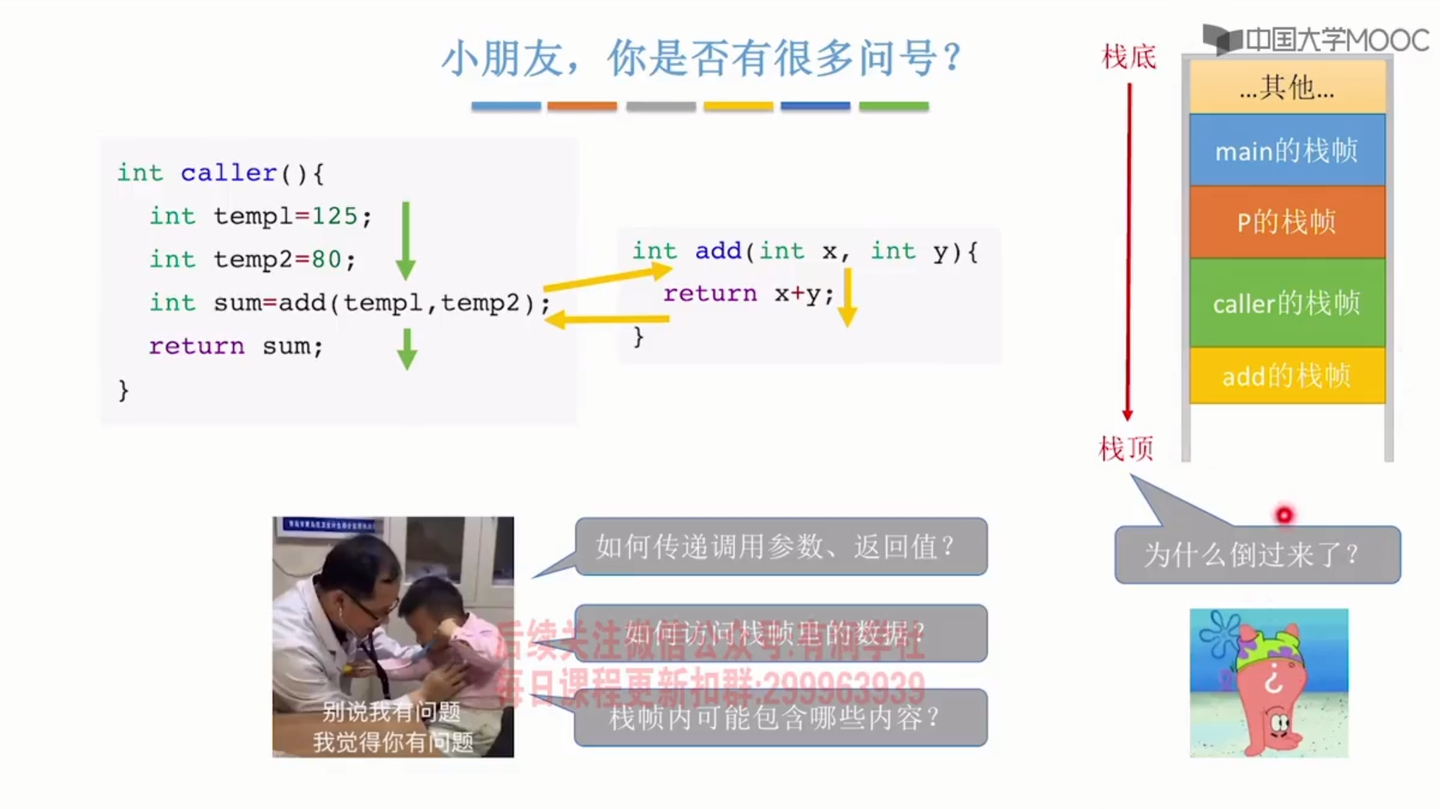 小朋友，你是否有很多问号？
中国大学MOOC
int caller(){
int temp1=125;
int temp2=80;
int sum=add(temp1,temp2);
return sum;
}
int add(int x, int y){
return x+y;
}
栈底
栈顶
...其他...
main的栈帧
P的栈帧
caller的栈帧
add的栈帧
为什么倒过来了？
如何传递调用参数、返回值？
如何访问栈帧里的数据？
栈帧内可能包含哪些内容？
后续关注微信公众号:有润学社
每日课程更新扣群:299963939
别说我有问题
我觉得你有问题
?